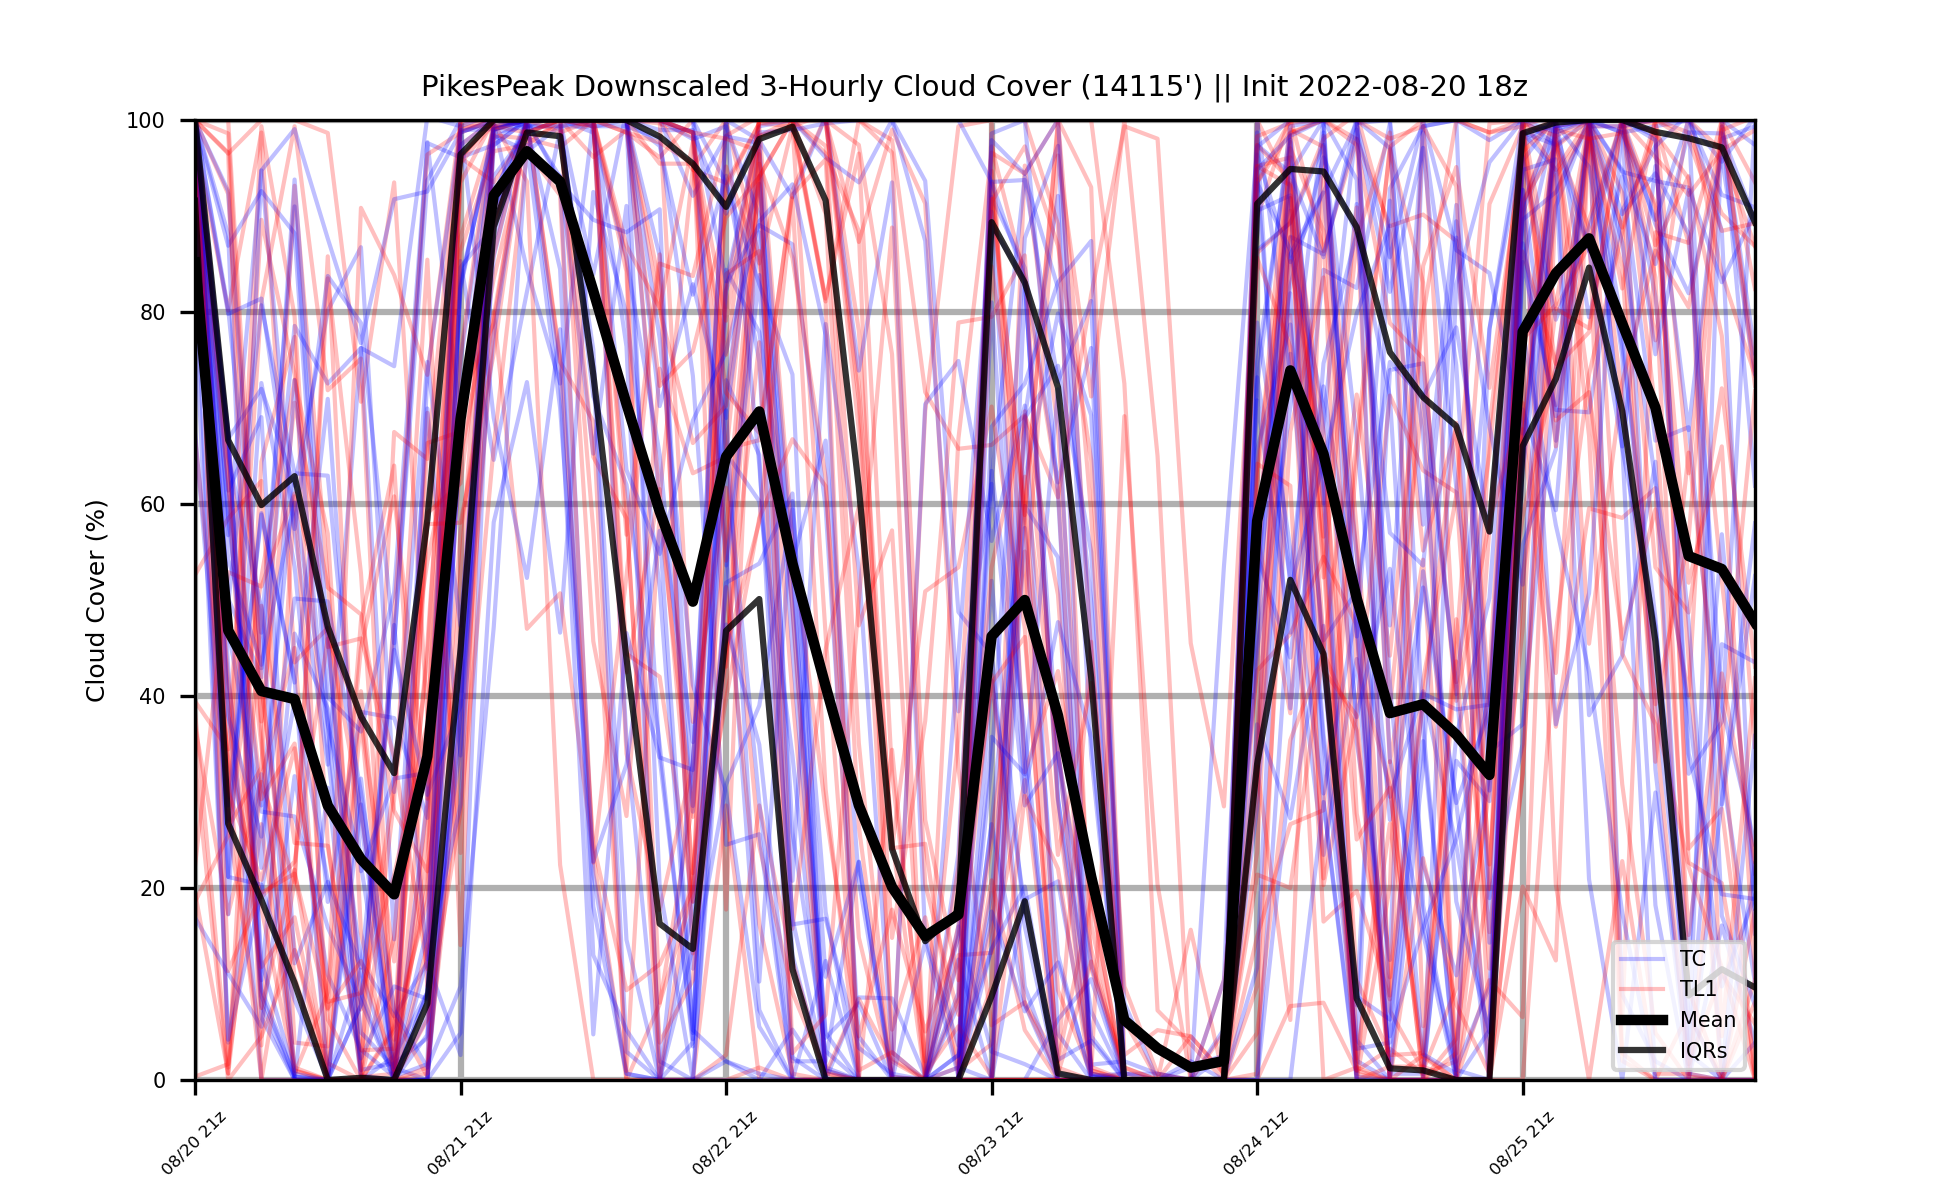 PikesPeak Downscaled 3-Hourly Cloud Cover (14115') || Init 2022-08-20 18z
100
80
60
40
20
0
Cloud Cover (%)
TC
TL1
Mean
IQRs
08/20 21z
08/21 21z
08/22 21z
08/23 21z
08/24 21z
08/25 21z